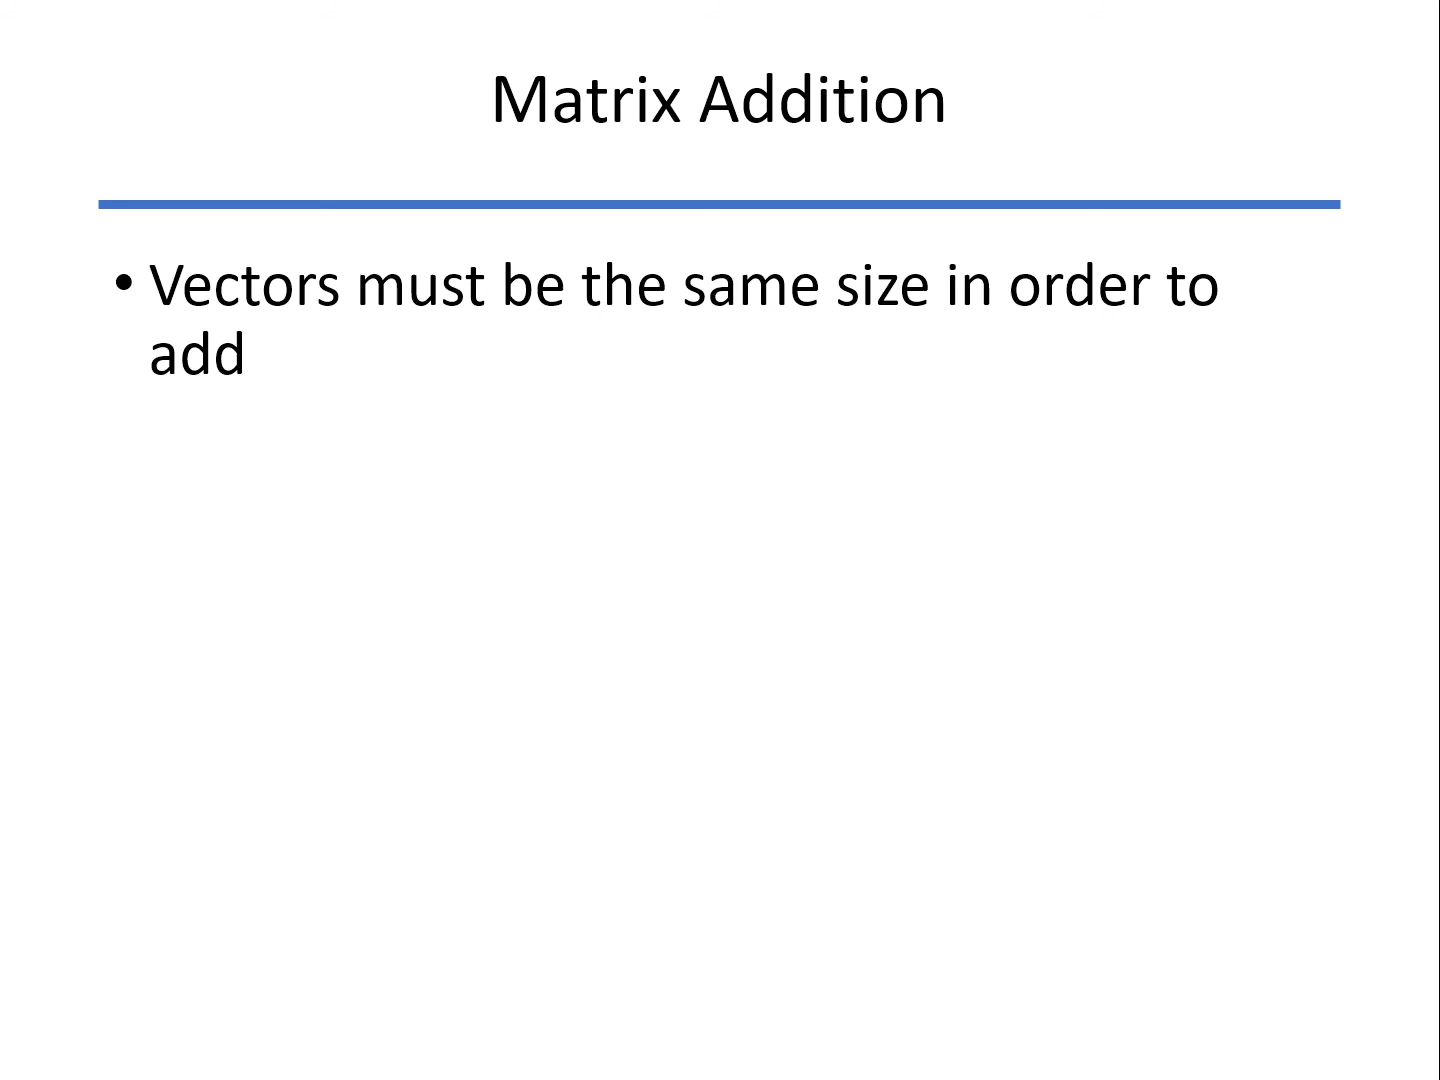 Matrix Addition
• Vectors must be the same size in order to
add